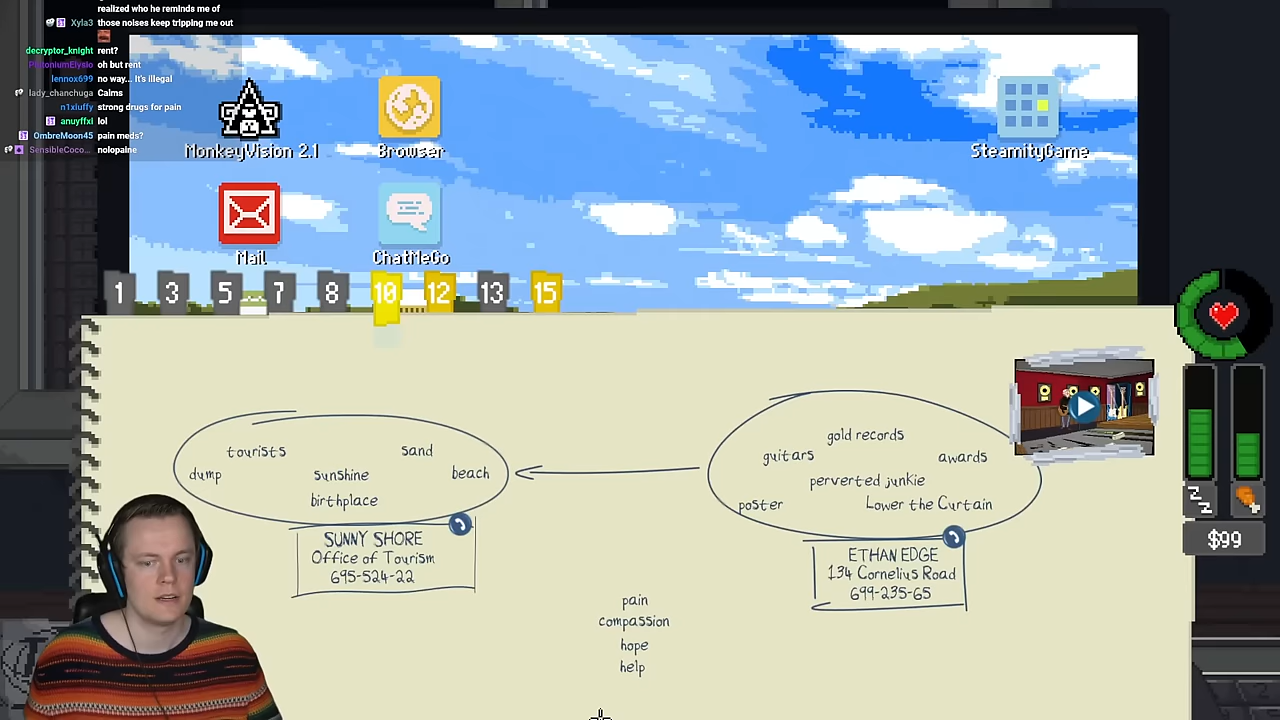 realized who he reminds me of
Xyla3 those noises keep tripping me out
decryptor_knight rent?
PlutoniumElysio oh but rent
lennox699 no way... It's illegal
lady_chanchuga Calms
n1xiuffy strong drugs for pain
anuyffxi lol
OmbreMoon45 pain meds?
SensibleCoco... nolopaine
MonkeyVision 2.1
Browser
SteamityGame
Mail
ChatMeGo
1 3 5 7 8 10 12 13 15
tourists
sand
dump
sunshine
beach
birthplace
SUNNY SHORE
Office of Tourism
695-524-22
gold records
guitars
awards
perverted junkie
poster
Lower the Curtain
ETHAN EDGE
134 Cornelius Road
699-235-65
pain
compassion
hope
help
$99